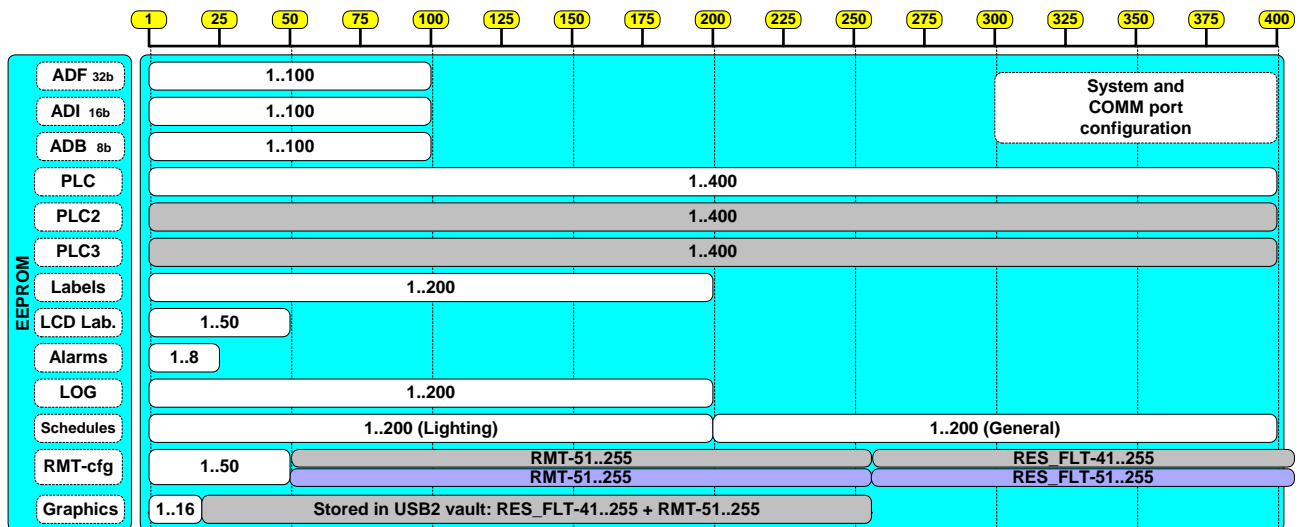 1 25 50 75 100 125 150 175 200 225 250 275 300 325 350 375 400
EEPROM
ADF 32b 1..100
System and
COMM port
configuration
ADI 16b 1..100
ADB 8b 1..100
PLC 1..400
PLC2 1..400
PLC3 1..400
Labels 1..200
LCD Lab. 1..50
Alarms 1..8
LOG 1..200
Schedules 1..200 (Lighting) 1..200 (General)
RMT-cfg 1..50 RMT-51..255 RES_FLT-41..255
RMT-51..255 RES_FLT-51..255
Graphics 1..16 Stored in USB2 vault: RES_FLT-41..255 + RMT-51..255